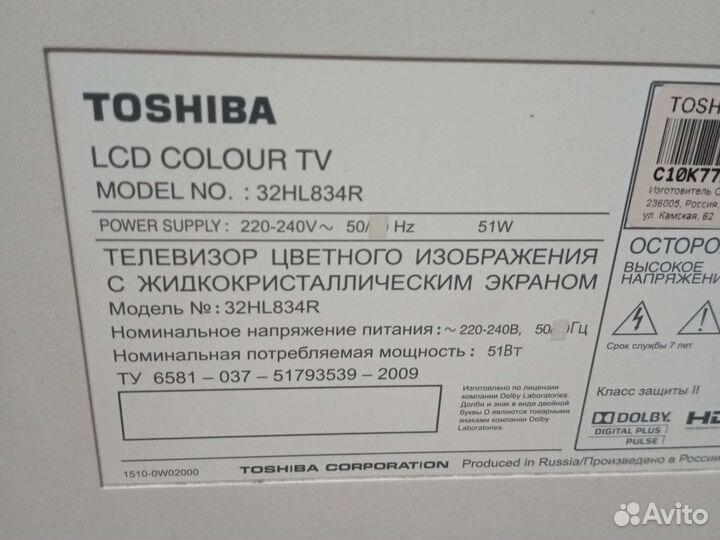 TOSHIBA
LCD COLOUR TV
MODEL NO. : 32HL834R
POWER SUPPLY : 220-240V~ 50/ Hz 51W
ТЕЛЕВИЗОР ЦВЕТНОГО ИЗОБРАЖЕНИЯ
С ЖИДКОКРИСТАЛЛИЧЕСКИМ ЭКРАНОМ
Модель №: 32HL834R
Номинальное напряжение питания: ~ 220-240В, 50/ Гц
Номинальная потребляемая мощность: 51Вт
ТУ 6581 – 037 – 51793539 – 2009
Изготовлено по лицензии
компании Dolby Laboratories.
Долби и знак в виде двойной
буквы D являются товарными
знаками компании Dolby
Laboratories.
1510-0W02000
TOSHIBA CORPORATION Produced in Russia/Произведено в России
TOSH
C10K77
Изготовитель
236005, Россия,
ул. Камская, 62
ОСТОРО
ВЫСОКОЕ
НАПРЯЖЕНИ
Срок службы 7 лет
Класс защиты II
DOLBY
DIGITAL PLUS
PULSE
HD
Avito